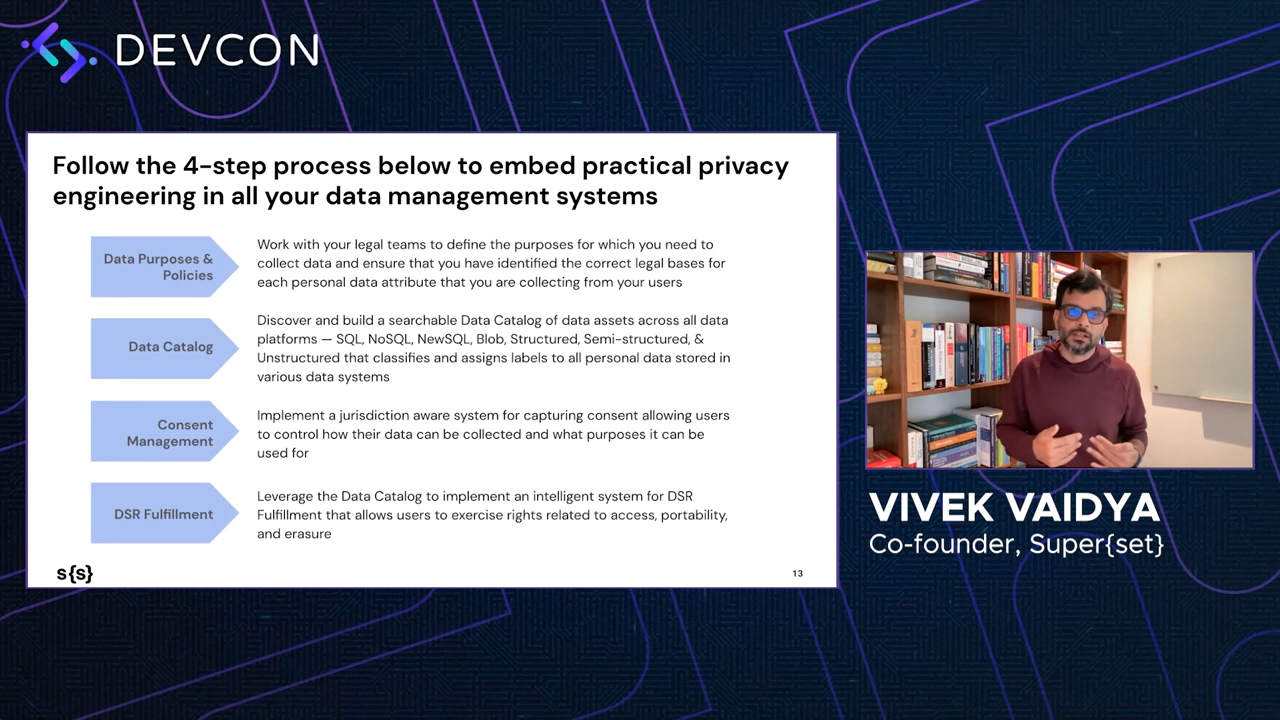 DEVCON
Follow the 4-step process below to embed practical privacy
engineering in all your data management systems
Data Purposes &
Policies
Work with your legal teams to define the purposes for which you need to
collect data and ensure that you have identified the correct legal bases for
each personal data attribute that you are collecting from your users
Data Catalog
Discover and build a searchable Data Catalog of data assets across all data
platforms — SQL, NoSQL, NewSQL, Blob, Structured, Semi-structured, &
Unstructured that classifies and assigns labels to all personal data stored in
various data systems
Consent
Management
Implement a jurisdiction aware system for capturing consent allowing users
to control how their data can be collected and what purposes it can be
used for
DSR Fulfillment
Leverage the Data Catalog to implement an intelligent system for DSR
Fulfillment that allows users to exercise rights related to access, portability,
and erasure
s{s}
13
VIVEK VAIDYA
Co-founder, Super{set}